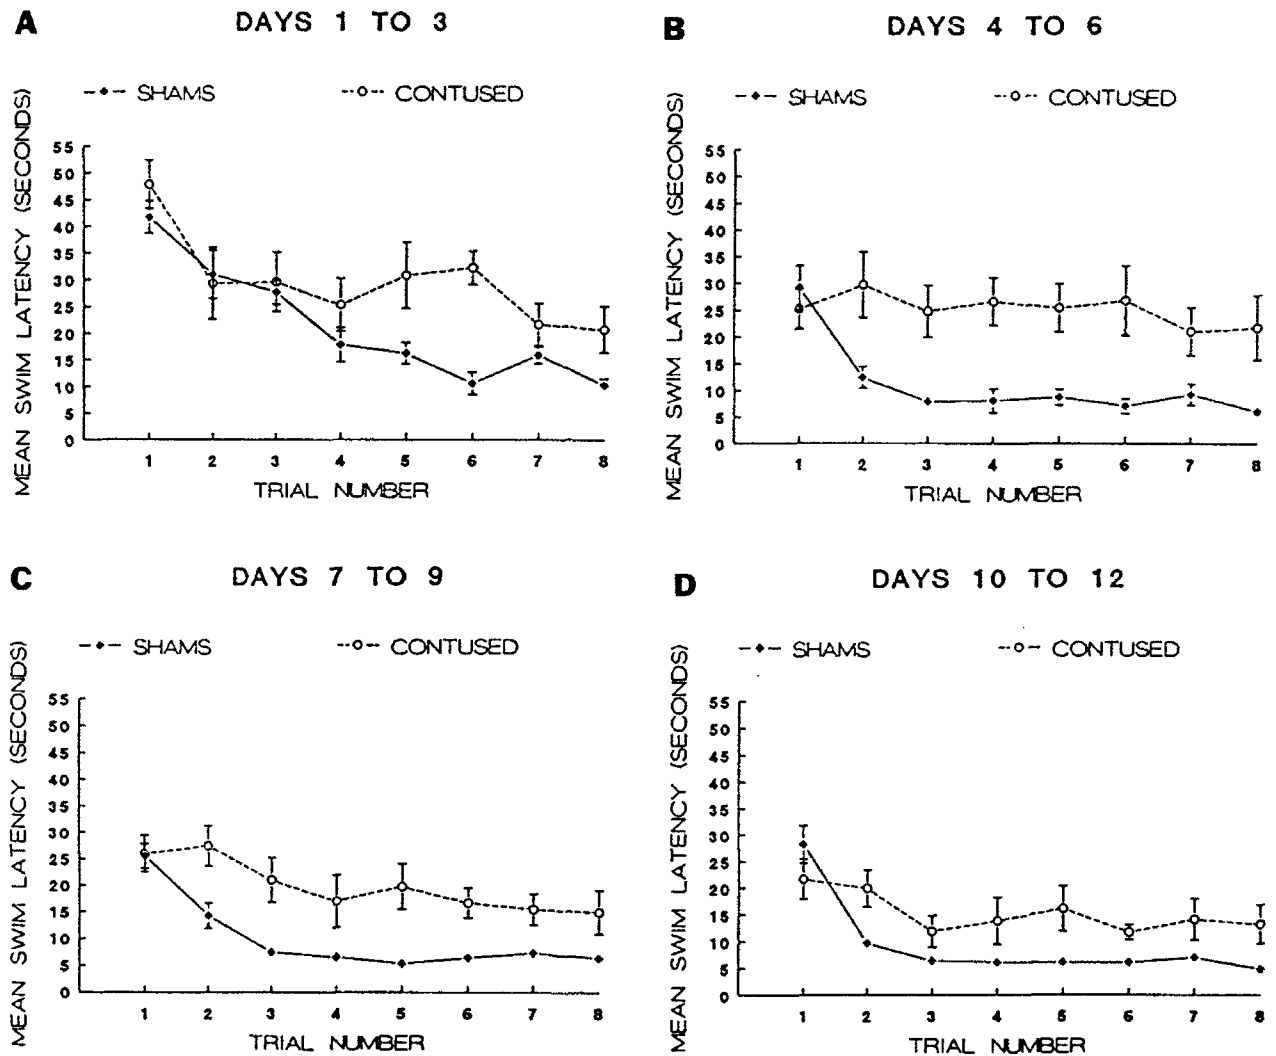 A DAYS 1 TO 3
SHAMS CONTUSED
MEAN SWIM LATENCY (SECONDS)
55
50
45
40
35
30
25
20
15
10
5
0
1 2 3 4 5 6 7 8
TRIAL NUMBER
B DAYS 4 TO 6
SHAMS CONTUSED
MEAN SWIM LATENCY (SECONDS)
55
50
45
40
35
30
25
20
15
10
5
0
1 2 3 4 5 6 7 8
TRIAL NUMBER
C DAYS 7 TO 9
SHAMS CONTUSED
MEAN SWIM LATENCY (SECONDS)
55
50
45
40
35
30
25
20
15
10
5
0
1 2 3 4 5 6 7 8
TRIAL NUMBER
D DAYS 10 TO 12
SHAMS CONTUSED
MEAN SWIM LATENCY (SECONDS)
55
50
45
40
35
30
25
20
15
10
5
0
1 2 3 4 5 6 7 8
TRIAL NUMBER